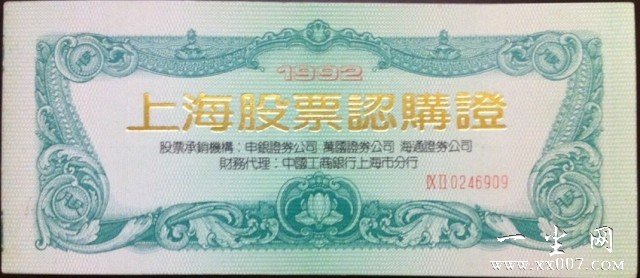 1992
上海股票認購證
股票承銷機構：申銀證券公司 萬國證券公司 海通證券公司
財務代理：中國工商銀行上海市分行
0246909
一生网
www.xx007.com